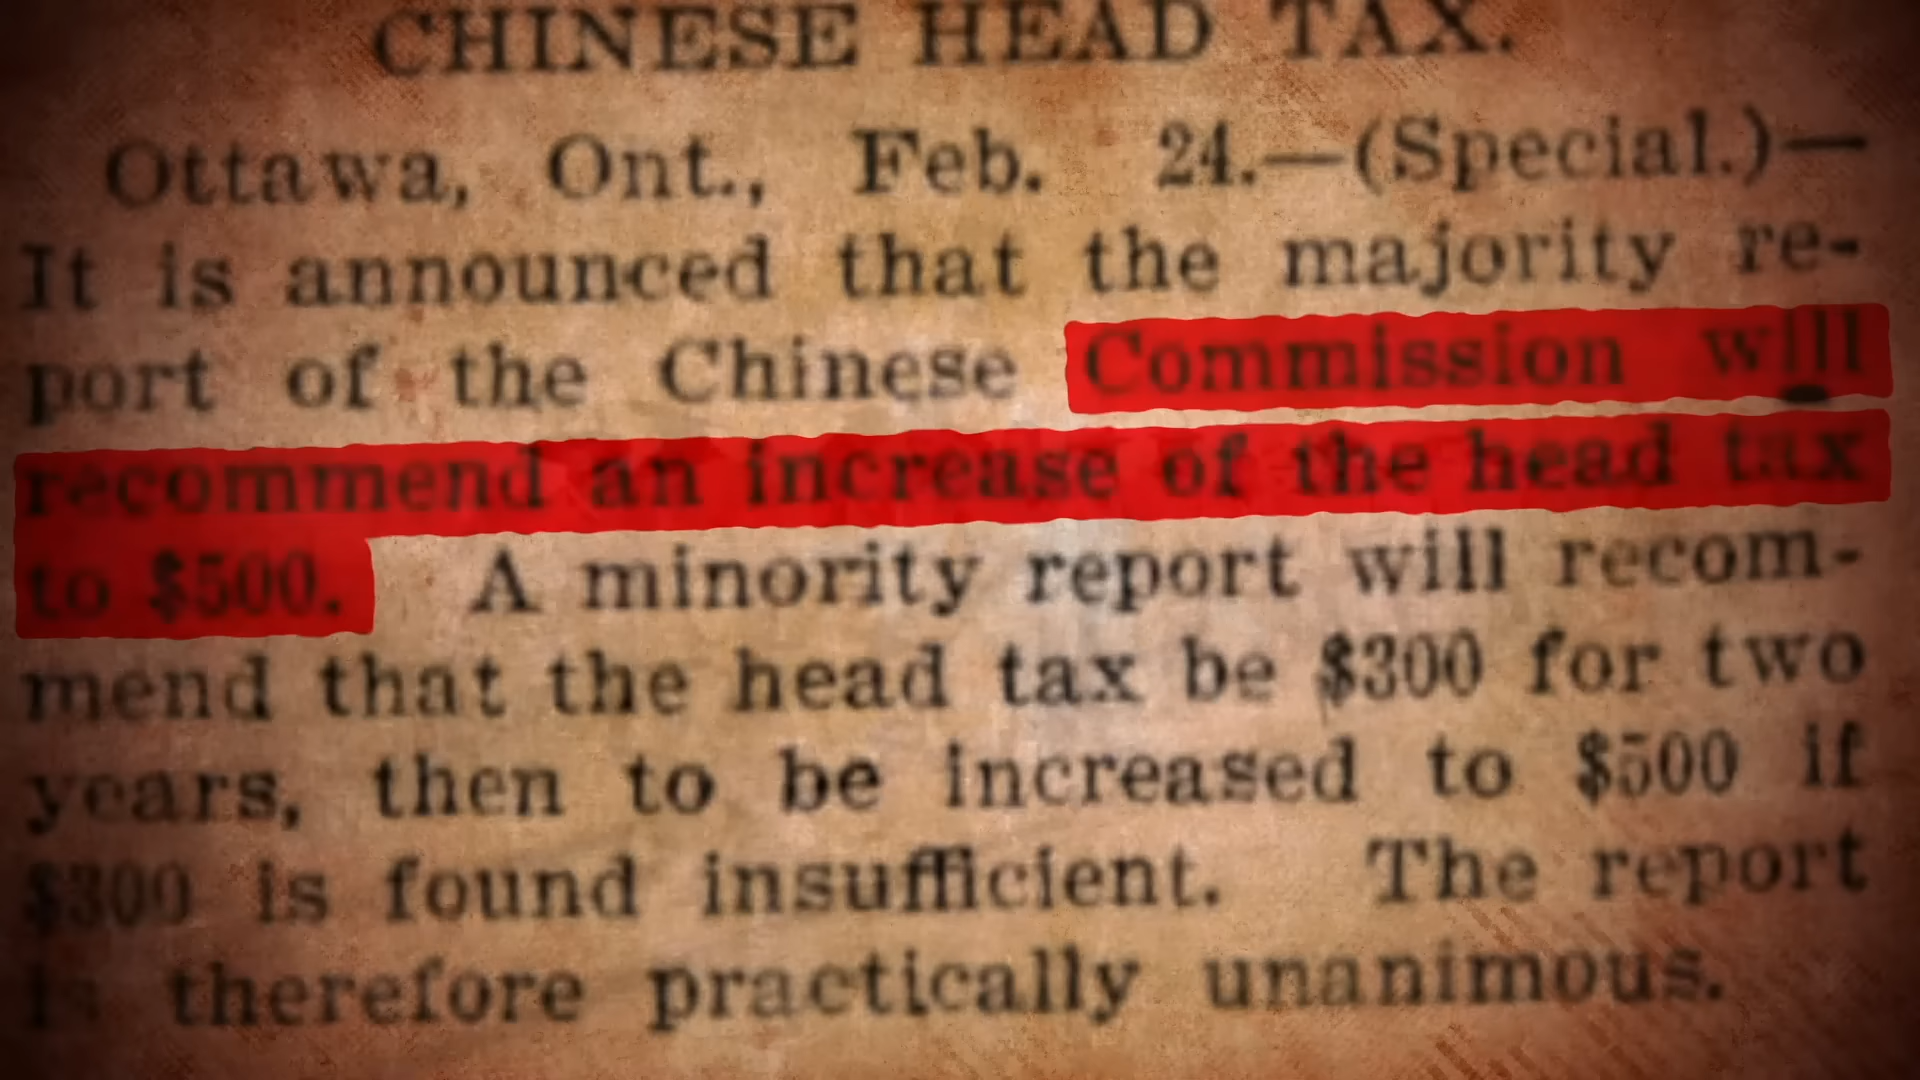 CHINESE HEAD TAX.
Ottawa, Ont., Feb. 24.—(Special.)—
It is announced that the majority re-
port of the Chinese Commission will
recommend an increase of the head tax
to $500. A minority report will recom-
mend that the head tax be $300 for two
years, then to be increased to $500 if
$300 is found insufficient. The report
is therefore practically unanimous.